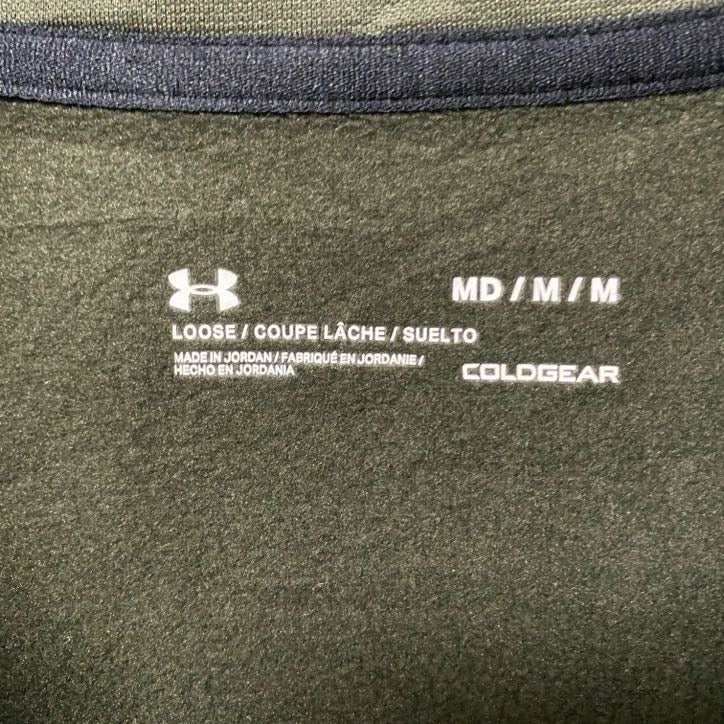 MD / M / M
LOOSE / COUPE LÂCHE / SUELTO
MADE IN JORDAN / FABRIQUÉ EN JORDANIE /
HECHO EN JORDANIA
COLDGEAR